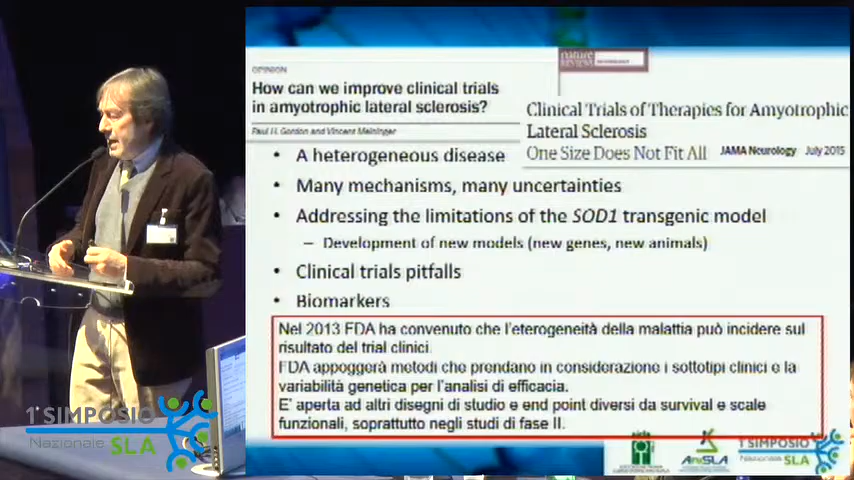 OPINION
How can we improve clinical trials
in amyotrophic lateral sclerosis?
Paul H. Gordon and Vincent Meininger
nature
REVIEWS
Clinical Trials of Therapies for Amyotrophic
Lateral Sclerosis
One Size Does Not Fit All JAMA Neurology July 2015
• A heterogeneous disease
• Many mechanisms, many uncertainties
• Addressing the limitations of the SOD1 transgenic model
– Development of new models (new genes, new animals)
• Clinical trials pitfalls
• Biomarkers
Nel 2013 FDA ha convenuto che l'eterogeneità della malattia può incidere sul
risultato del trial clinici.
FDA appoggerà metodi che prendano in considerazione i sottotipi clinici e la
variabilità genetica per l'analisi di efficacia.
E' aperta ad altri disegni di studio e end point diversi da survival e scale
funzionali, soprattutto negli studi di fase II.
AriSLA
1°SIMPOSIO
Nazionale SLA
1°SIMPOSIO
Nazionale SLA